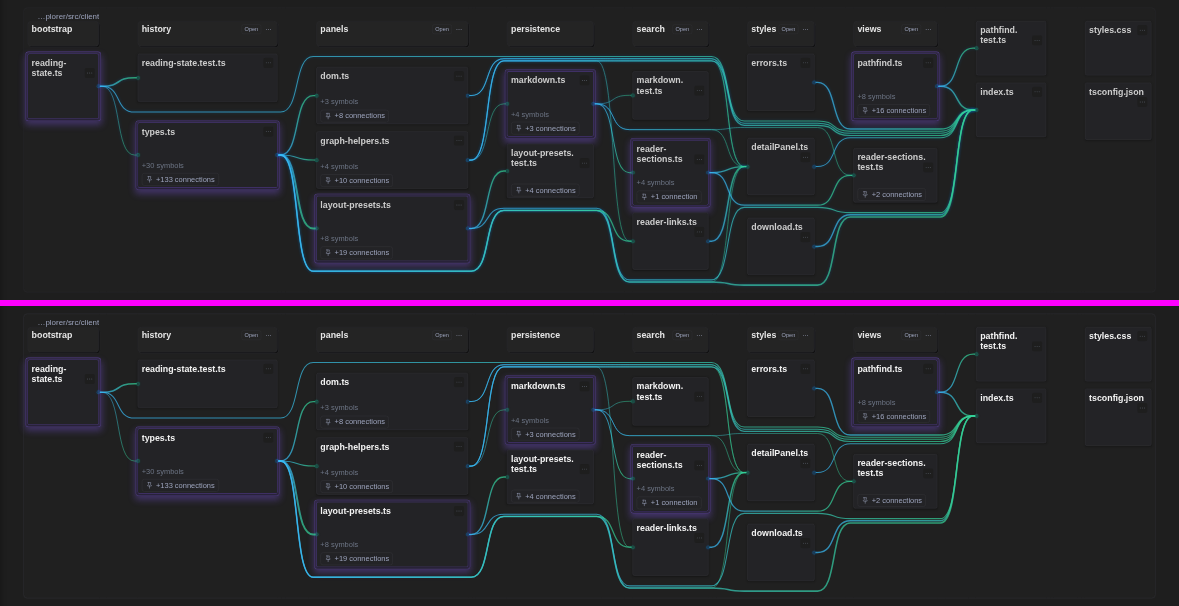 ...plorer/src/client
bootstrap
history
Open ...
panels
Open ...
persistence
search
Open ...
styles
Open ...
views
Open ...
pathfind.
test.ts
styles.css
reading-
state.ts
reading-state.test.ts
types.ts
+30 symbols
+133 connections
dom.ts
+3 symbols
+8 connections
graph-helpers.ts
+4 symbols
+10 connections
layout-presets.ts
+8 symbols
+19 connections
markdown.ts
+4 symbols
+3 connections
layout-presets.
test.ts
+4 connections
markdown.
test.ts
reader-
sections.ts
+4 symbols
+1 connection
reader-links.ts
errors.ts
detailPanel.ts
download.ts
pathfind.ts
+8 symbols
+16 connections
reader-sections.
test.ts
+2 connections
index.ts
tsconfig.json
...plorer/src/client
bootstrap
history
Open ...
panels
Open ...
persistence
search
Open ...
styles
Open ...
views
Open ...
pathfind.
test.ts
styles.css
reading-
state.ts
reading-state.test.ts
types.ts
+30 symbols
+133 connections
dom.ts
+3 symbols
+8 connections
graph-helpers.ts
+4 symbols
+10 connections
layout-presets.ts
+8 symbols
+19 connections
markdown.ts
+4 symbols
+3 connections
layout-presets.
test.ts
+4 connections
markdown.
test.ts
reader-
sections.ts
+4 symbols
+1 connection
reader-links.ts
errors.ts
detailPanel.ts
download.ts
pathfind.ts
+8 symbols
+16 connections
reader-sections.
test.ts
+2 connections
index.ts
tsconfig.json